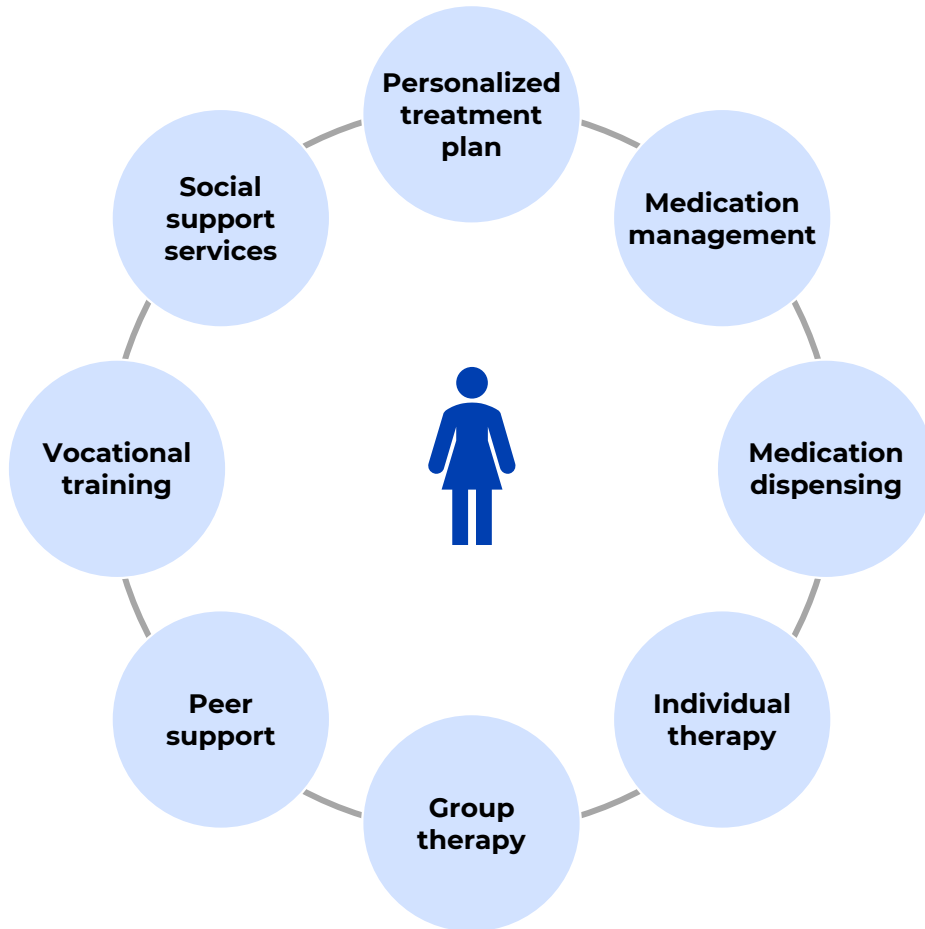 Personalized
treatment
plan
Medication
management
Medication
dispensing
Individual
therapy
Group
therapy
Peer
support
Vocational
training
Social
support
services